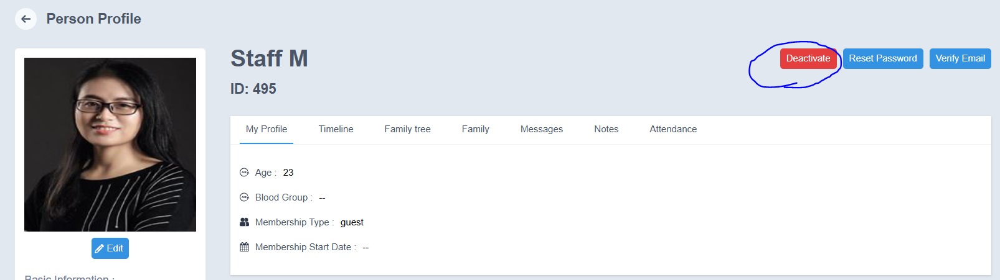 Person Profile
Staff M
Deactivate Reset Password Verify Email
ID: 495
My Profile Timeline Family tree Family Messages Notes Attendance
Age : 23
Blood Group : --
Membership Type : guest
Membership Start Date : --
Edit
Basic Information :